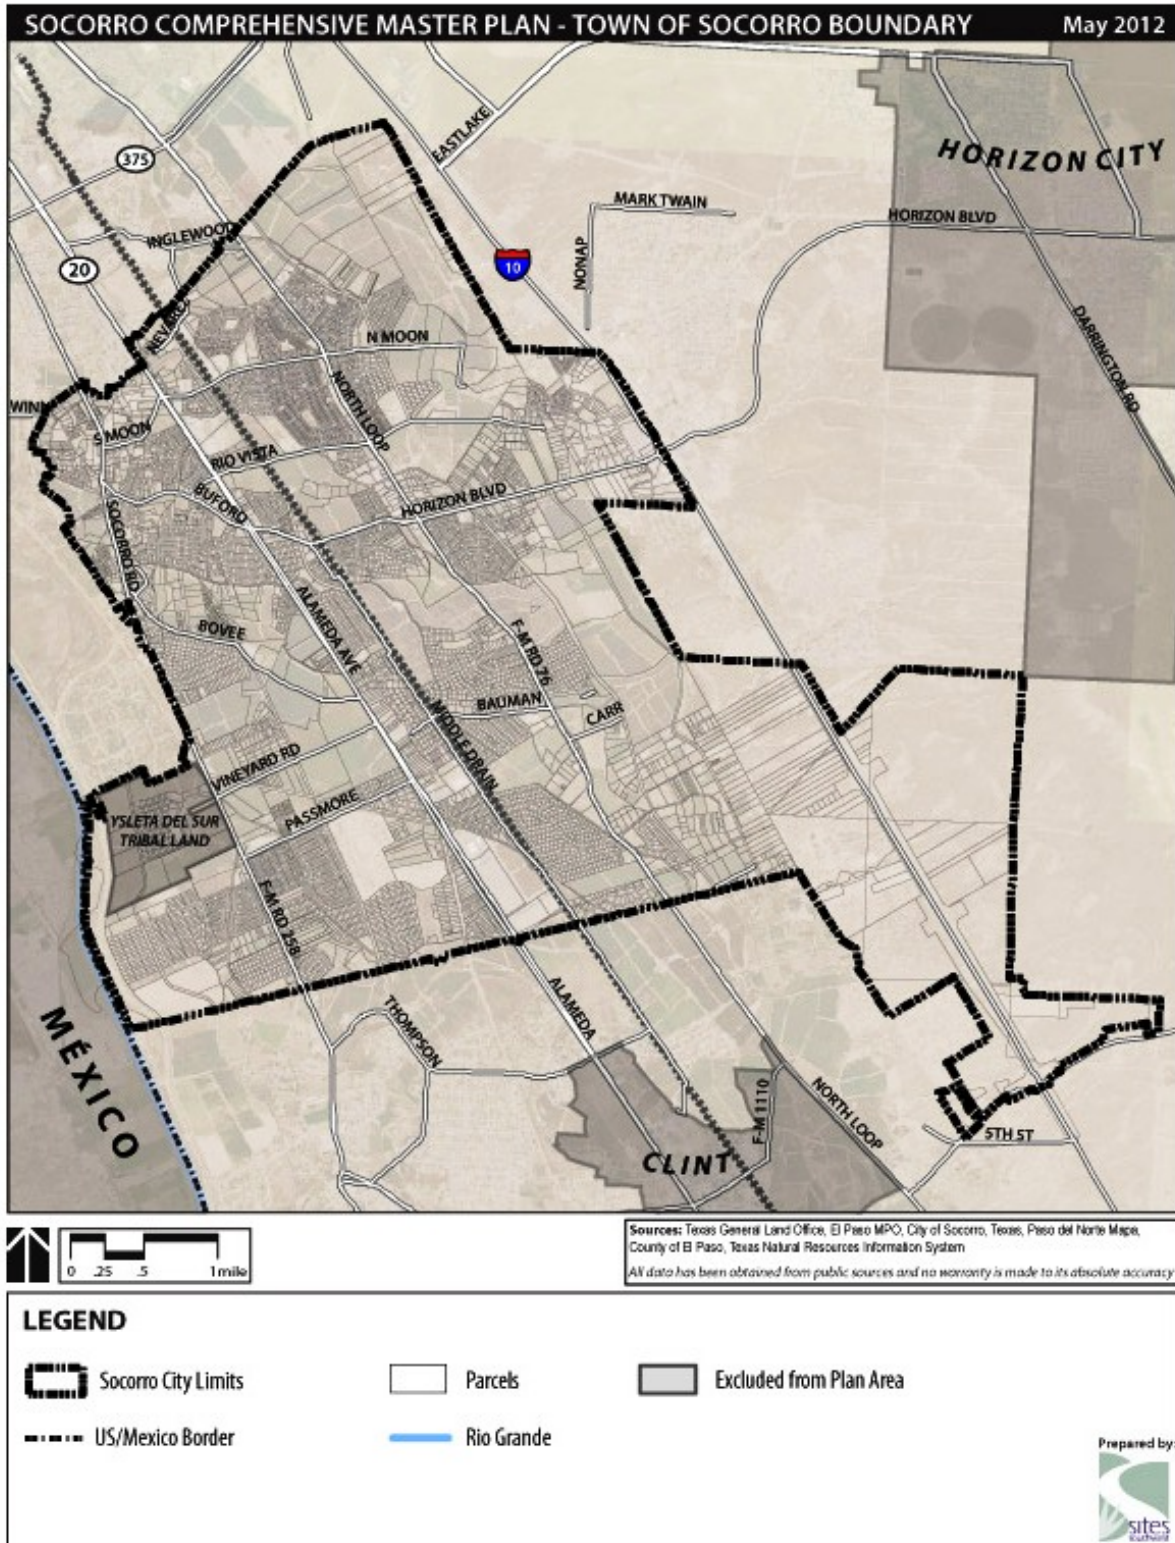 SOCORRO COMPREHENSIVE MASTER PLAN - TOWN OF SOCORRO BOUNDARY May 2012
EASTLAKE
HORIZON CITY
375
MARK TWAIN
HORIZON BLVD
INGLEWOOD
20
10
NONAP
DARRINGTON RD
N MOON
NORTH LOOP
S MOON
RIO VISTA
BUFORD
HORIZON BLVD
SOCORRO RD
ALAMEDA AVE
BOVEE
F-M RD 76
BAUMAN
CARR
MIDDLE DRAIN
VINEYARD RD
PASSMORE
YSLETA DEL SUR
TRIBAL LAND
F-M RD 258
ALAMEDA
THOMPSON
MÉXICO
F-M 1110
NORTH LOOP
5TH ST
CLINT
0 .25 .5 1 mile
Sources: Texas General Land Office, El Paso MPO, City of Socorro, Texas, Paso del Norte Mapa,
County of El Paso, Texas Natural Resources Information System
All data has been obtained from public sources and no warranty is made to its absolute accuracy
LEGEND
Socorro City Limits
Parcels
Excluded from Plan Area
US/Mexico Border
Rio Grande
Prepared by:
sites
southwest